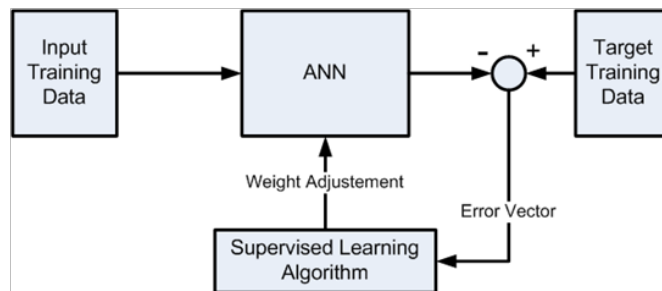 Input
Training
Data
ANN
- +
Target
Training
Data
Weight Adjustement
Error Vector
Supervised Learning
Algorithm